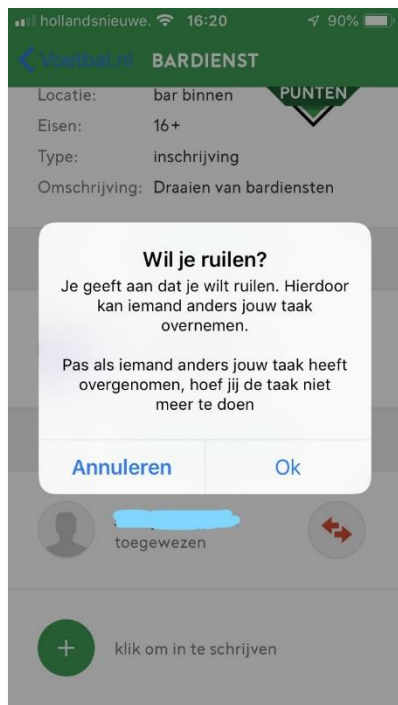 hollandsnieuwe. 16:20 90%
Voetbal.nl BARDIENST
PUNTEN
Locatie: bar binnen
Eisen: 16+
Type: inschrijving
Omschrijving: Draaien van bardiensten
Wil je ruilen?
Je geeft aan dat je wilt ruilen. Hierdoor
kan iemand anders jouw taak
overnemen.
Pas als iemand anders jouw taak heeft
overgenomen, hoef jij de taak niet
meer te doen
Annuleren Ok
toegewezen
klik om in te schrijven